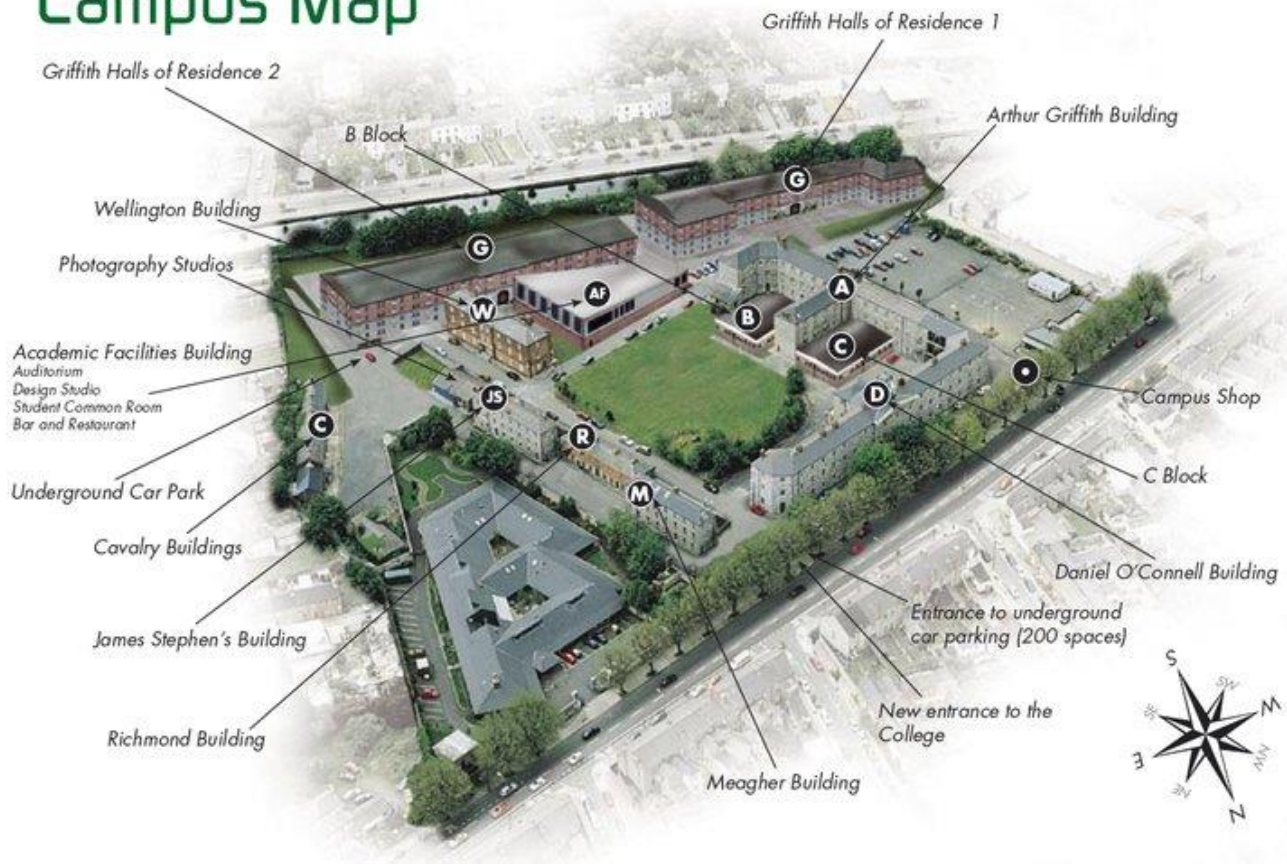 Campus Map
Griffith Halls of Residence 1
Griffith Halls of Residence 2
Arthur Griffith Building
B Block
Wellington Building
Photography Studios
Academic Facilities Building
Auditorium
Design Studio
Student Common Room
Bar and Restaurant
Underground Car Park
Cavalry Buildings
James Stephen's Building
Richmond Building
Campus Shop
C Block
Daniel O'Connell Building
Entrance to underground
car parking (200 spaces)
New entrance to the
College
Meagher Building
G
G
A
AF
W
B
C
JS
D
C
R
M
S
SW
W
SE
NW
E
NE
N